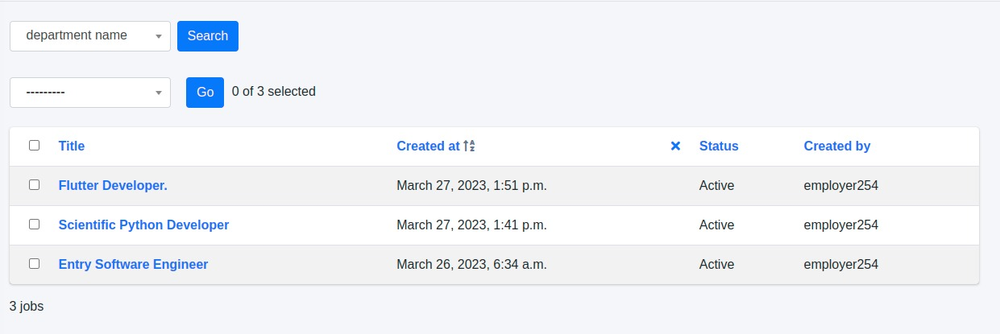 department name Search
--------- Go 0 of 3 selected
Title Created at Status Created by
Flutter Developer. March 27, 2023, 1:51 p.m. Active employer254
Scientific Python Developer March 27, 2023, 1:41 p.m. Active employer254
Entry Software Engineer March 26, 2023, 6:34 a.m. Active employer254
3 jobs